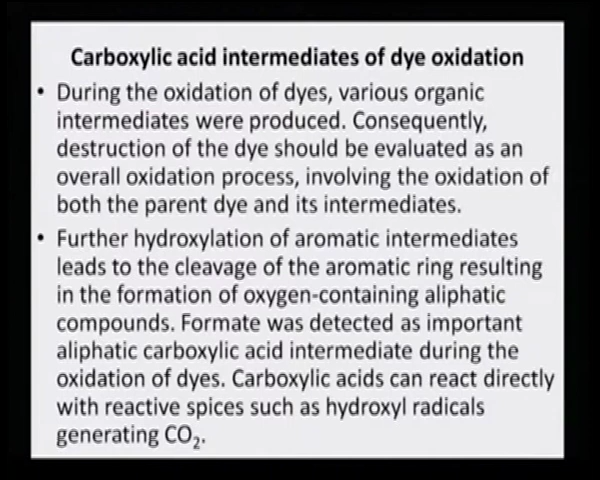 Carboxylic acid intermediates of dye oxidation
• During the oxidation of dyes, various organic
intermediates were produced. Consequently,
destruction of the dye should be evaluated as an
overall oxidation process, involving the oxidation of
both the parent dye and its intermediates.
• Further hydroxylation of aromatic intermediates
leads to the cleavage of the aromatic ring resulting
in the formation of oxygen-containing aliphatic
compounds. Formate was detected as important
aliphatic carboxylic acid intermediate during the
oxidation of dyes. Carboxylic acids can react directly
with reactive spices such as hydroxyl radicals
generating CO₂.